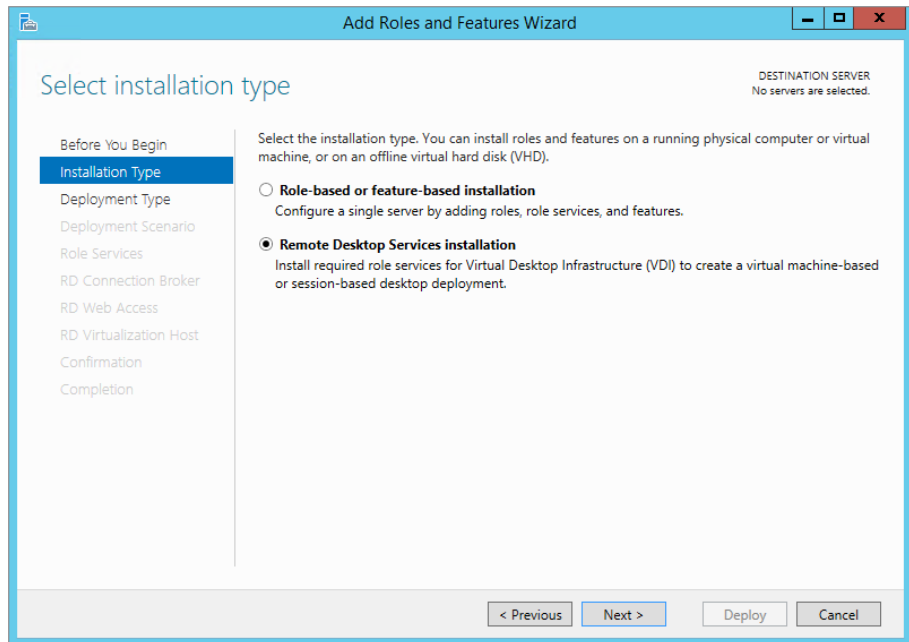 Add Roles and Features Wizard
Select installation type
DESTINATION SERVER
No servers are selected.
Before You Begin
Installation Type
Deployment Type
Deployment Scenario
Role Services
RD Connection Broker
RD Web Access
RD Virtualization Host
Confirmation
Completion
Select the installation type. You can install roles and features on a running physical computer or virtual
machine, or on an offline virtual hard disk (VHD).
Role-based or feature-based installation
Configure a single server by adding roles, role services, and features.
Remote Desktop Services installation
Install required role services for Virtual Desktop Infrastructure (VDI) to create a virtual machine-based
or session-based desktop deployment.
< Previous
Next >
Deploy
Cancel